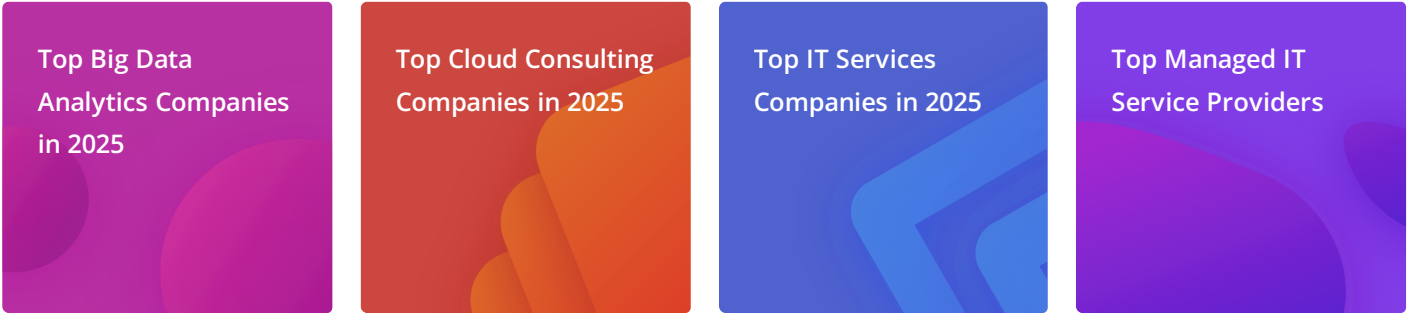 Top Big Data
Analytics Companies
in 2025
Top Cloud Consulting
Companies in 2025
Top IT Services
Companies in 2025
Top Managed IT
Service Providers